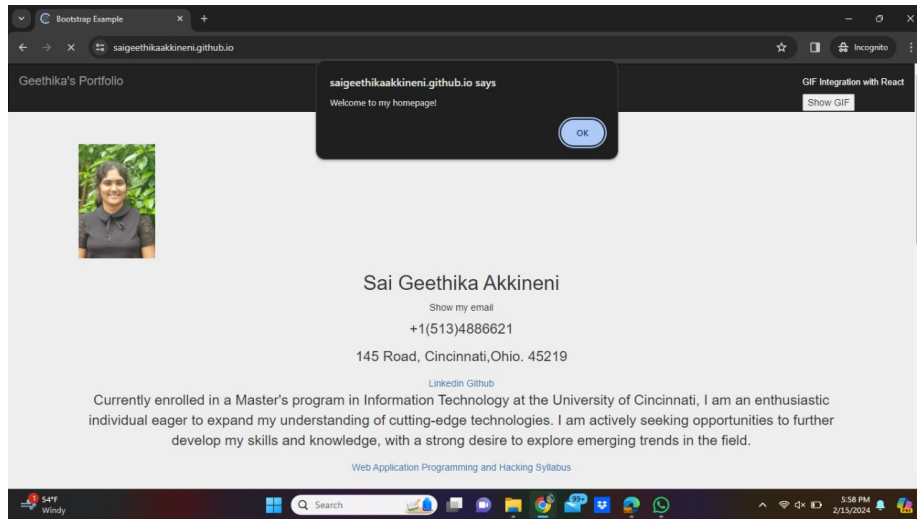 Bootstrap Example
saigeethikaakkineni.github.io
Incognito
Geethika's Portfolio
saigeethikaakkineni.github.io says
Welcome to my homepage!
OK
GIF Integration with React
Show GIF
Sai Geethika Akkineni
Show my email
+1(513)4886621
145 Road, Cincinnati,Ohio. 45219
Linkedin Github
Currently enrolled in a Master's program in Information Technology at the University of Cincinnati, I am an enthusiastic
individual eager to expand my understanding of cutting-edge technologies. I am actively seeking opportunities to further
develop my skills and knowledge, with a strong desire to explore emerging trends in the field.
Web Application Programming and Hacking Syllabus
1
54°F
Windy
Search
99+
5:58 PM
2/15/2024